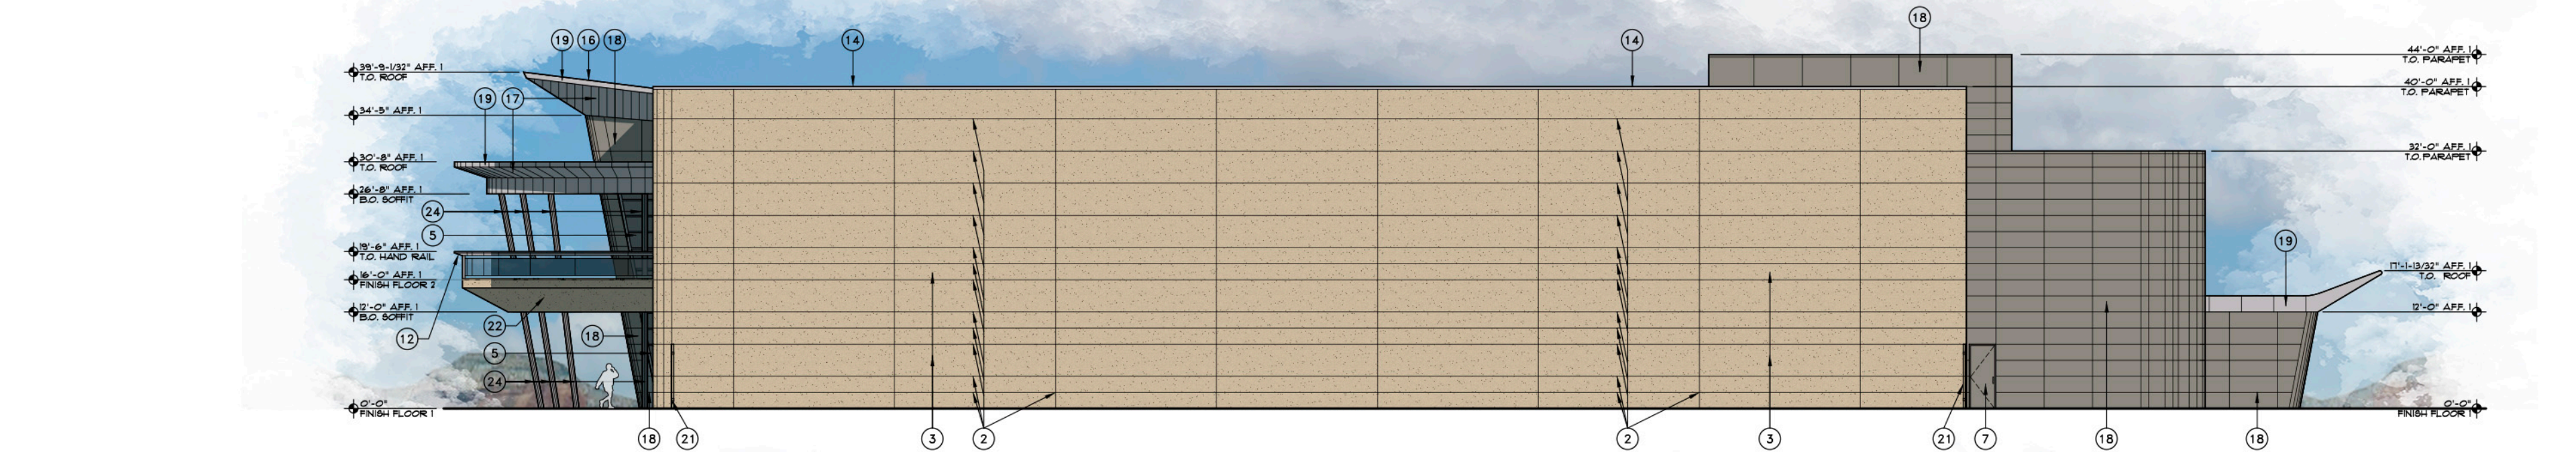 18
19 16 18
14
14
39'-9-1/32" AFF. 1
T.O. ROOF
19 17
34'-5" AFF. 1
30'-8" AFF. 1
T.O. ROOF
26'-8" AFF. 1
B.O. SOFFIT
24
5
19'-6" AFF. 1
T.O. HAND RAIL
16'-0" AFF. 1
FINISH FLOOR 2
12'-0" AFF. 1
B.O. SOFFIT
22
12
18
5
24
0'-0"
FINISH FLOOR 1
44'-0" AFF. 1
T.O. PARAPET
40'-0" AFF. 1
T.O. PARAPET
32'-0" AFF. 1
T.O. PARAPET
19
17'-1-13/32" AFF. 1
T.O. ROOF
12'-0" AFF. 1
0'-0"
FINISH FLOOR 1
18 21 3 2 2 3 21 7 18 18